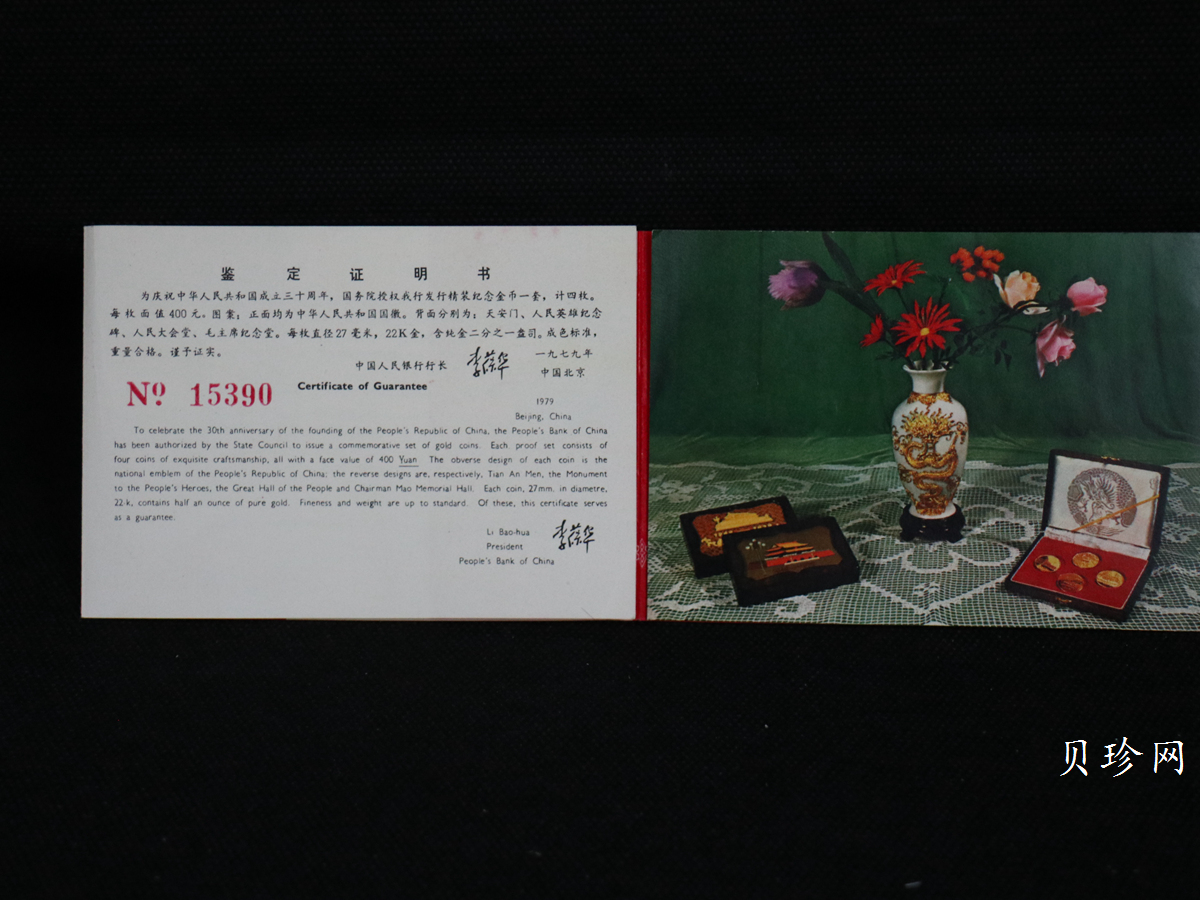 鉴定证明书
为庆祝中华人民共和国成立三十周年，国务院授权我行发行精装纪念金币一套，计四枚。
每枚面值400元。图案：正面均为中华人民共和国国徽。背面分别为：天安门、人民英雄纪念
碑、人民大会堂、毛主席纪念堂。每枚直径27毫米，22K金，含纯金二分之一盎司。成色标准，
重量合格。谨予证实。
中国人民银行行长 李葆华 一九七九年
中国北京
Nº 15390
Certificate of Guarantee
1979
Beijing, China
To celebrate the 30th anniversary of the founding of the People's Republic of China, the People's Bank of China
has been authorized by the State Council to issue a commemorative set of gold coins. Each proof set consists of
four coins of exquisite craftsmanship, all with a face value of 400 Yuan. The obverse design of each coin is the
national emblem of the People's Republic of China; the reverse designs are, respectively, Tian An Men, the Monument
to the People's Heroes, the Great Hall of the People and Chairman Mao Memorial Hall. Each coin, 27mm. in diametre,
22 k, contains half an ounce of pure gold. Fineness and weight are up to standard. Of these, this certificate serves
as a guarantee.
Li Bao-hua 李葆华
President
People's Bank of China
贝珍网